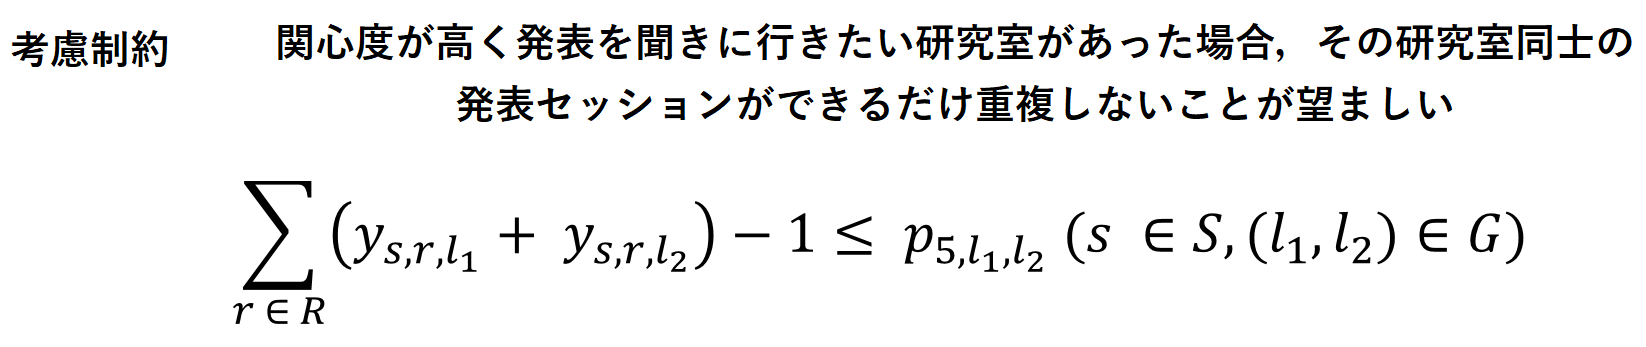 考慮制約 関心度が高く発表を聞きに行きたい研究室があった場合，その研究室同士の
発表セッションができるだけ重複しないことが望ましい
$\sum_{r \in R} (y_{s,r,l_1} + y_{s,r,l_2}) - 1 \leq p_{5,l_1,l_2} \ (s \in S, (l_1, l_2) \in G)$